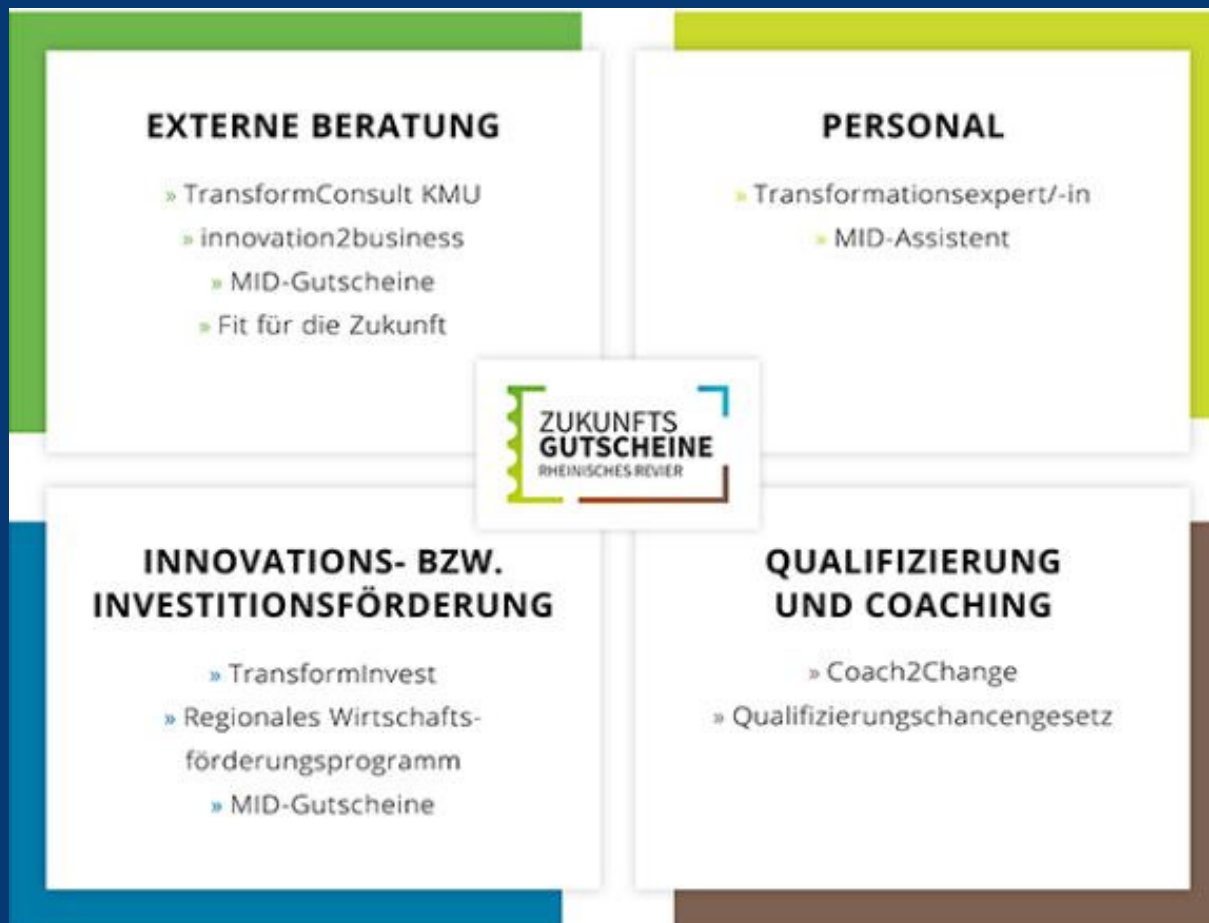 EXTERNE BERATUNG
» TransformConsult KMU
» innovation2business
» MID-Gutscheine
» Fit für die Zukunft
PERSONAL
» Transformationsexpert/-in
» MID-Assistent
ZUKUNFTS
GUTSCHEINE
RHEINISCHES REVIER
INNOVATIONS- BZW.
INVESTITIONSFÖRDERUNG
» TransformInvest
» Regionales Wirtschafts-
förderungsprogramm
» MID-Gutscheine
QUALIFIZIERUNG
UND COACHING
» Coach2Change
» Qualifizierungschancengesetz